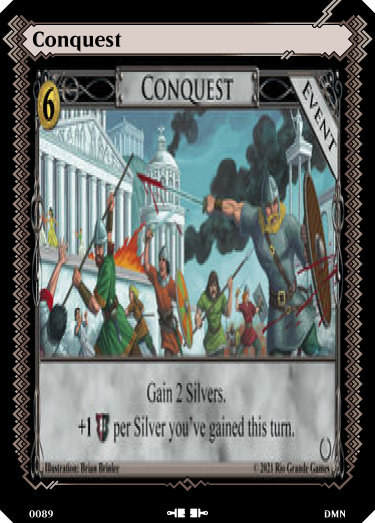 Conquest
CONQUEST
6
EVENT
Gain 2 Silvers.
+1 per Silver you've gained this turn.
Illustration: Brian Brinlee
© 2021 Rio Grande Games
0089
DMN